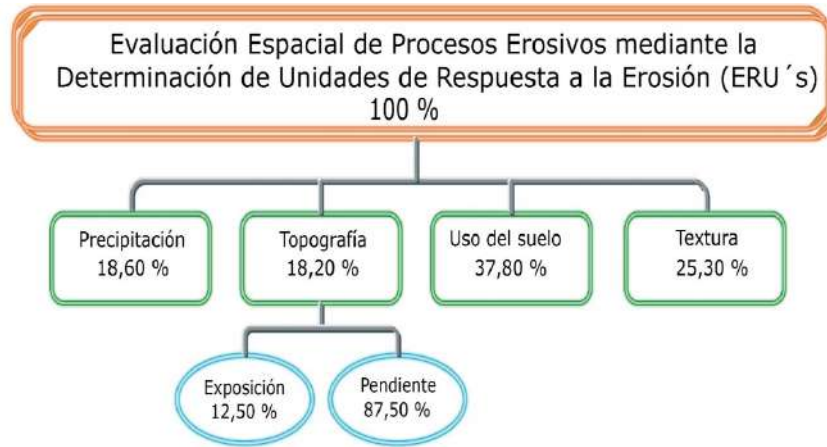 Evaluación Espacial de Procesos Erosivos mediante la
Determinación de Unidades de Respuesta a la Erosión (ERU´s)
100 %
Precipitación
18,60 %
Topografía
18,20 %
Uso del suelo
37,80 %
Textura
25,30 %
Exposición
12,50 %
Pendiente
87,50 %